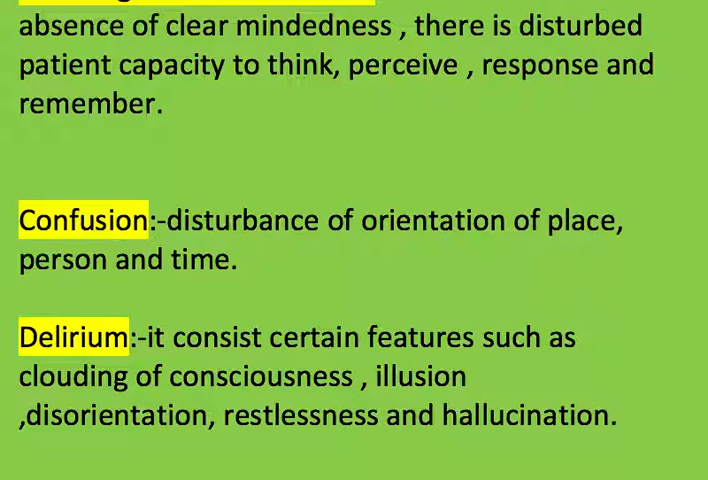 absence of clear mindedness , there is disturbed
patient capacity to think, perceive , response and
remember.
Confusion:-disturbance of orientation of place,
person and time.
Delirium:-it consist certain features such as
clouding of consciousness , illusion
,disorientation, restlessness and hallucination.